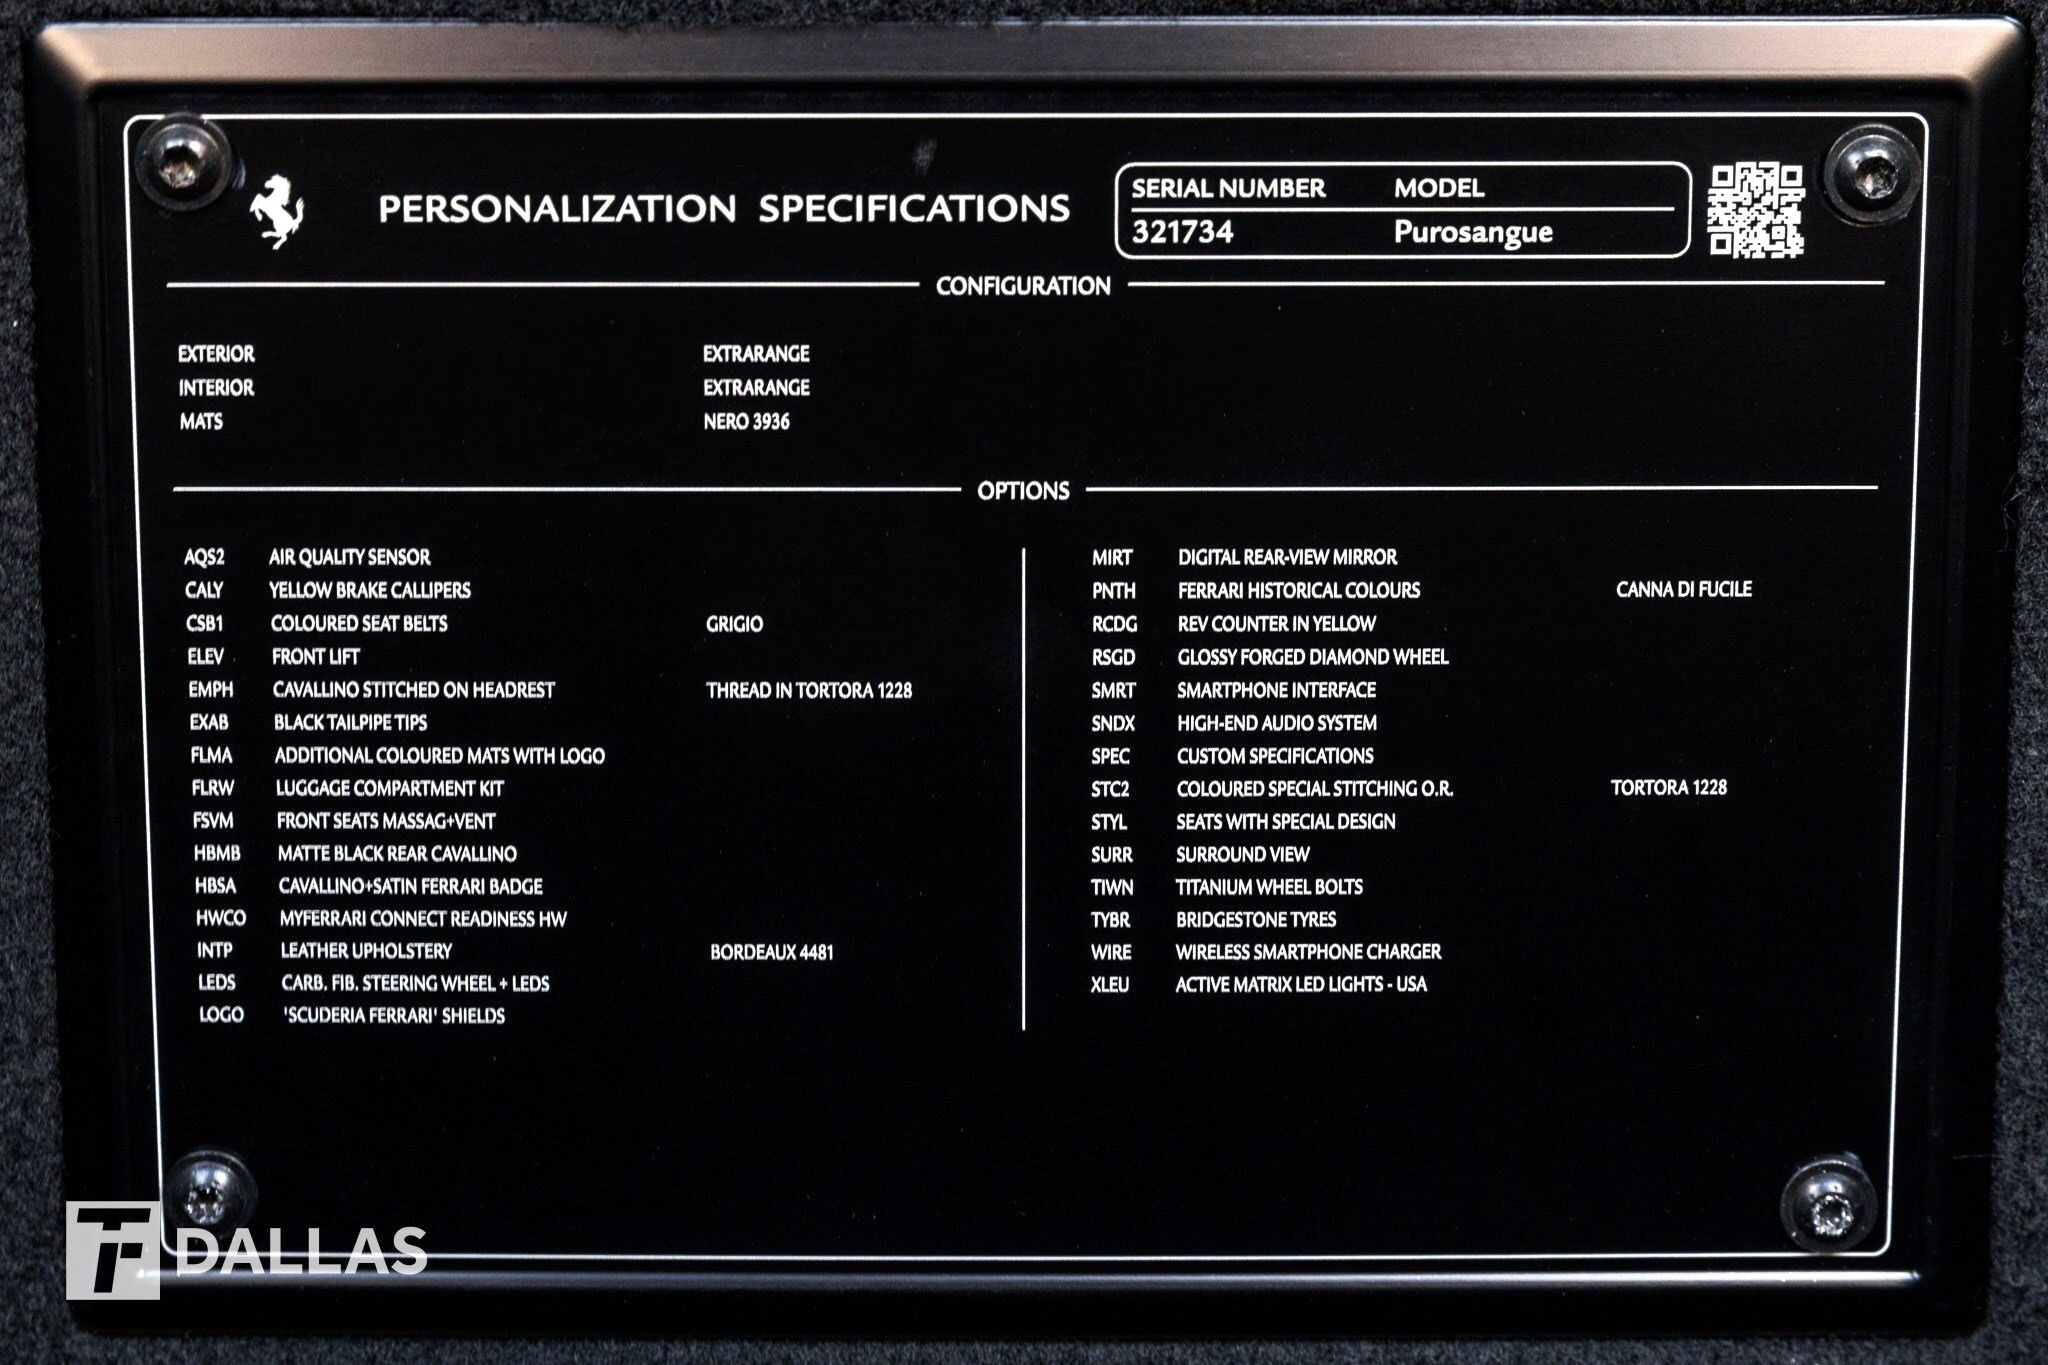 PERSONALIZATION SPECIFICATIONS
SERIAL NUMBER MODEL
321734 Purosangue
CONFIGURATION
EXTERIOR EXTRARANGE
INTERIOR EXTRARANGE
MATS NERO 3936
OPTIONS
AQS2 AIR QUALITY SENSOR
CALY YELLOW BRAKE CALLIPERS
CSB1 COLOURED SEAT BELTS GRIGIO
ELEV FRONT LIFT
EMPH CAVALLINO STITCHED ON HEADREST THREAD IN TORTORA 1228
EXAB BLACK TAILPIPE TIPS
FLMA ADDITIONAL COLOURED MATS WITH LOGO
FLRW LUGGAGE COMPARTMENT KIT
FSVM FRONT SEATS MASSAG+VENT
HBMB MATTE BLACK REAR CAVALLINO
HBSA CAVALLINO+SATIN FERRARI BADGE
HWCO MYFERRARI CONNECT READINESS HW
INTP LEATHER UPHOLSTERY BORDEAUX 4481
LEDS CARB. FIB. STEERING WHEEL + LEDS
LOGO 'SCUDERIA FERRARI' SHIELDS
MIRT DIGITAL REAR-VIEW MIRROR
PNTH FERRARI HISTORICAL COLOURS CANNA DI FUCILE
RCDG REV COUNTER IN YELLOW
RSGD GLOSSY FORGED DIAMOND WHEEL
SMRT SMARTPHONE INTERFACE
SNDX HIGH-END AUDIO SYSTEM
SPEC CUSTOM SPECIFICATIONS
STC2 COLOURED SPECIAL STITCHING O.R. TORTORA 1228
STYL SEATS WITH SPECIAL DESIGN
SURR SURROUND VIEW
TIWN TITANIUM WHEEL BOLTS
TYBR BRIDGESTONE TYRES
WIRE WIRELESS SMARTPHONE CHARGER
XLEU ACTIVE MATRIX LED LIGHTS - USA
TF DALLAS